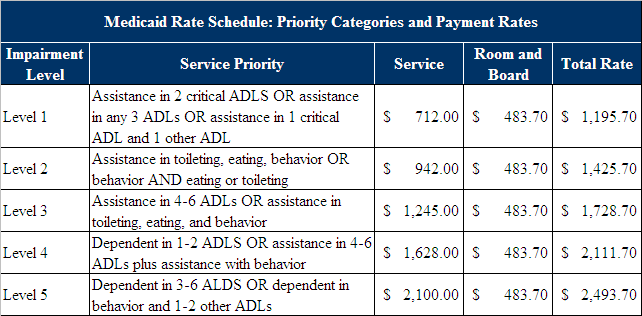 Medicaid Rate Schedule: Priority Categories and Payment Rates
Impairment Level Service Priority Service Room and Board Total Rate
Level 1 Assistance in 2 critical ADLS OR assistance
in any 3 ADLs OR assistance in 1 critical
ADL and 1 other ADL $ 712.00 $ 483.70 $ 1,195.70
Level 2 Assistance in toileting, eating, behavior OR
behavior AND eating or toileting $ 942.00 $ 483.70 $ 1,425.70
Level 3 Assistance in 4-6 ADLs OR assistance in
toileting, eating, and behavior $ 1,245.00 $ 483.70 $ 1,728.70
Level 4 Dependent in 1-2 ADLS OR assistance in 4-6
ADLs plus assistance with behavior $ 1,628.00 $ 483.70 $ 2,111.70
Level 5 Dependent in 3-6 ALDS OR dependent in
behavior and 1-2 other ADLs $ 2,100.00 $ 483.70 $ 2,493.70